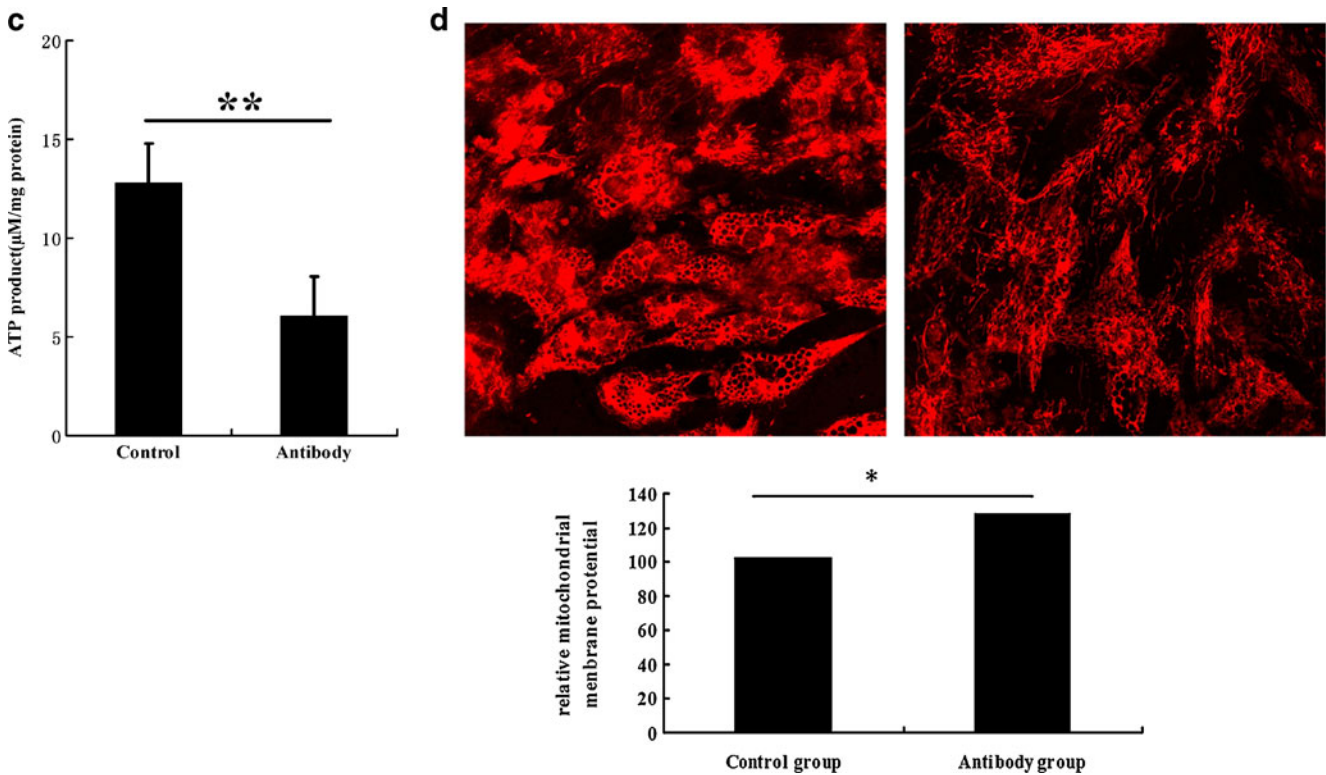 c
20
15
10
5
0
ATP product(μM/mg protein)
**
Control
Antibody
d
140
120
100
80
60
40
20
0
relative mitochondrial
menbrane protential
*
Control group
Antibody group